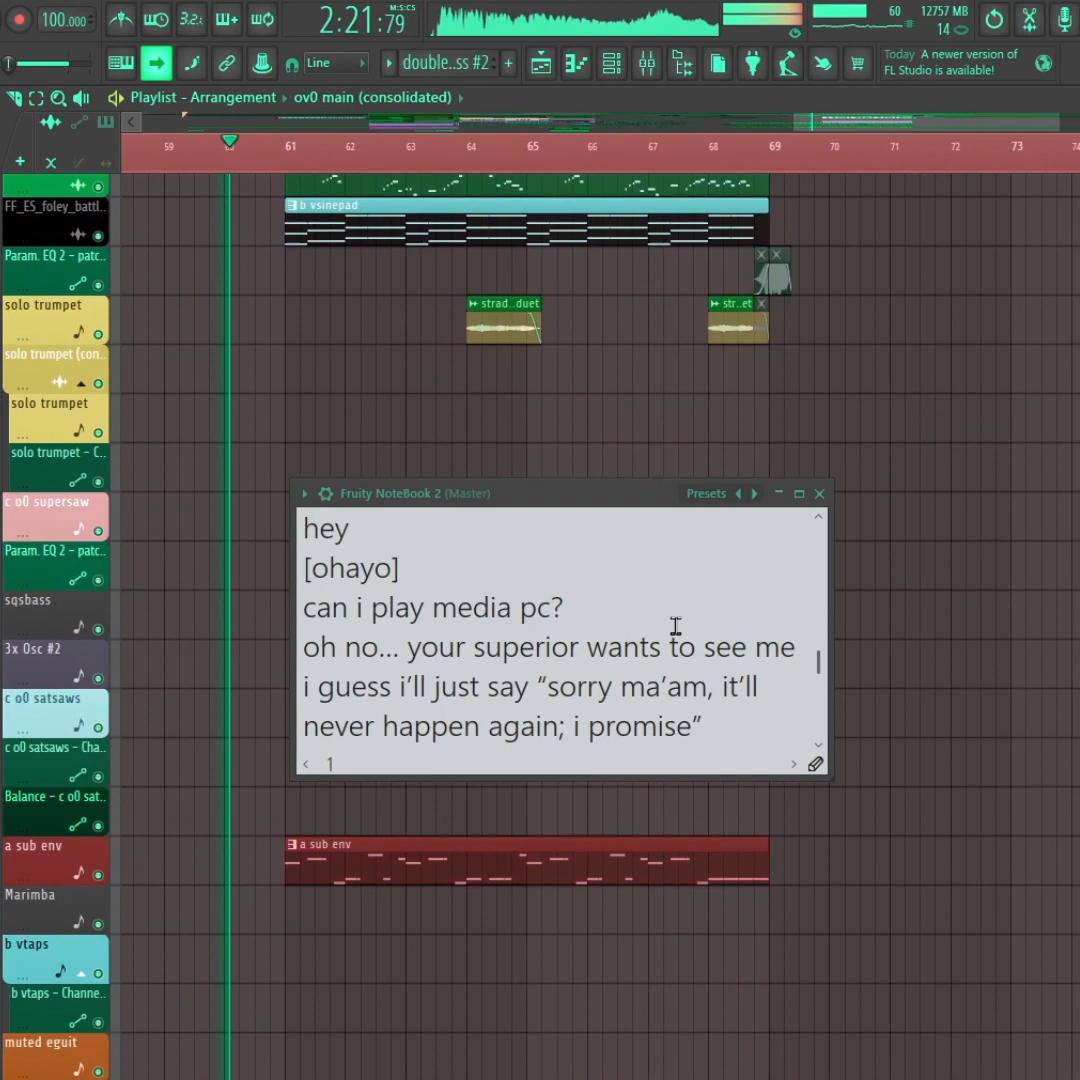 100.000
3.2:
2:21:79
M:S:CS
60
12757 MB
14
Line
double..ss #2
Today A newer version of
FL Studio is available!
Playlist - Arrangement ov0 main (consolidated)
59
61
62
63
64
65
66
67
68
69
70
71
72
73
74
FF_ES_foley_battl..
b vsinepad
Param. EQ 2 – patc..
solo trumpet
strad..duet
str..et
solo trumpet (con..
solo trumpet
solo trumpet – C..
c o0 supersaw
Param. EQ 2 – patc..
sqsbass
3x Osc #2
c o0 satsaws
c o0 satsaws – Cha..
Balance – c o0 sat..
a sub env
a sub env
Marimba
b vtaps
b vtaps – Channe..
muted eguit
Fruity NoteBook 2 (Master)
Presets
hey
[ohayo]
can i play media pc?
oh no... your superior wants to see me
i guess i’ll just say “sorry ma’am, it’ll
never happen again; i promise”
1